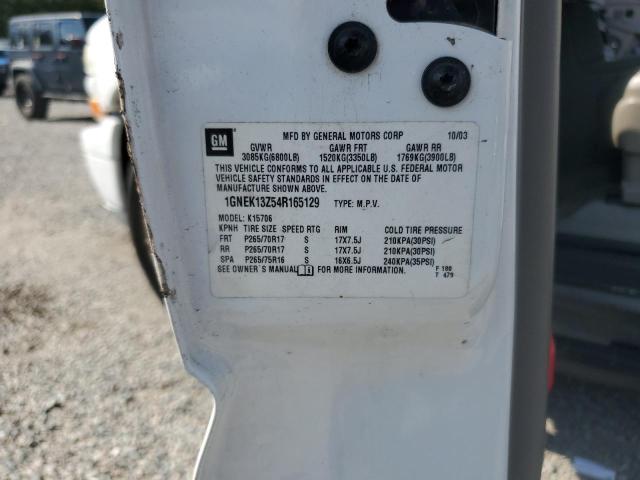 GM
MFD BY GENERAL MOTORS CORP 10/03
GVWR GAWR FRT GAWR RR
3085KG(6800LB) 1520KG(3350LB) 1769KG(3900LB)
THIS VEHICLE CONFORMS TO ALL APPLICABLE U.S. FEDERAL MOTOR
VEHICLE SAFETY STANDARDS IN EFFECT ON THE DATE OF
MANUFACTURE SHOWN ABOVE.
1GNEK13Z54R165129 TYPE: M.P.V.
MODEL: K15706
KPNH TIRE SIZE SPEED RTG RIM COLD TIRE PRESSURE
FRT P265/70R17 S 17X7.5J 210KPA(30PSI)
RR P265/70R17 S 17X7.5J 210KPA(30PSI)
SPA P265/75R16 S 16X6.5J 240KPA(35PSI)
SEE OWNER'S MANUAL FOR MORE INFORMATION.
F 180
T 479